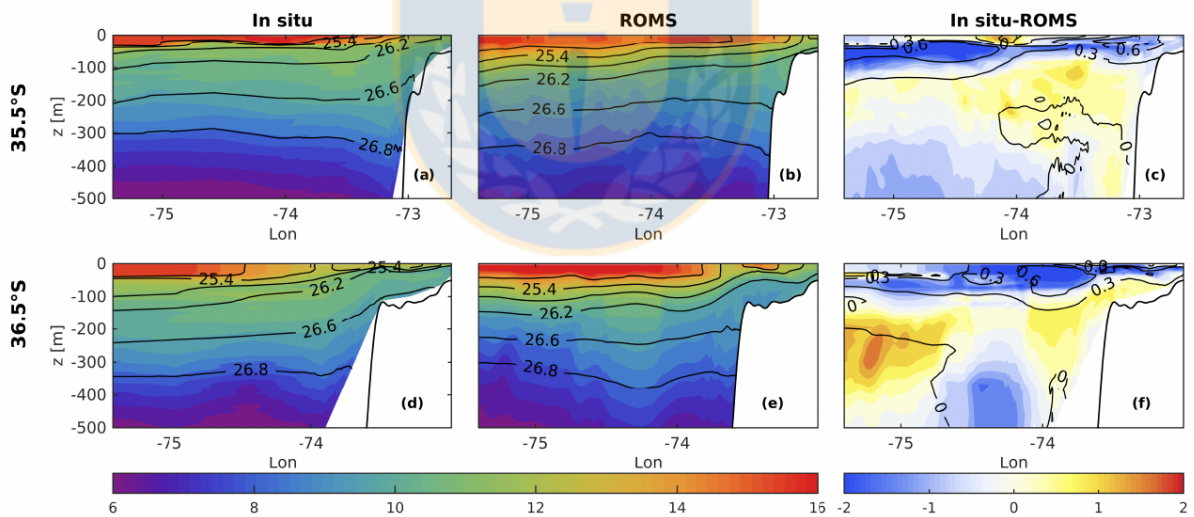 In situ ROMS In situ-ROMS
35.5°S
z [m]
0
-100
-200
-300
-400
-500
25.4
26.2
26.6
26.8
(a)
-75 -74 -73
Lon
25.4
26.2
26.6
26.8
(b)
-75 -74 -73
Lon
0.3
0.6
0
0.3
0.6
0
(c)
-75 -74 -73
Lon
36.5°S
z [m]
0
-100
-200
-300
-400
-500
25.4
25.4
26.2
26.6
26.8
(d)
-75 -74
Lon
25.4
26.2
26.6
26.8
(e)
-75 -74
Lon
0.3
0.3
0.6
0.3
0
0
0
(f)
-75 -74
Lon
6 8 10 12 14 16
-2 -1 0 1 2